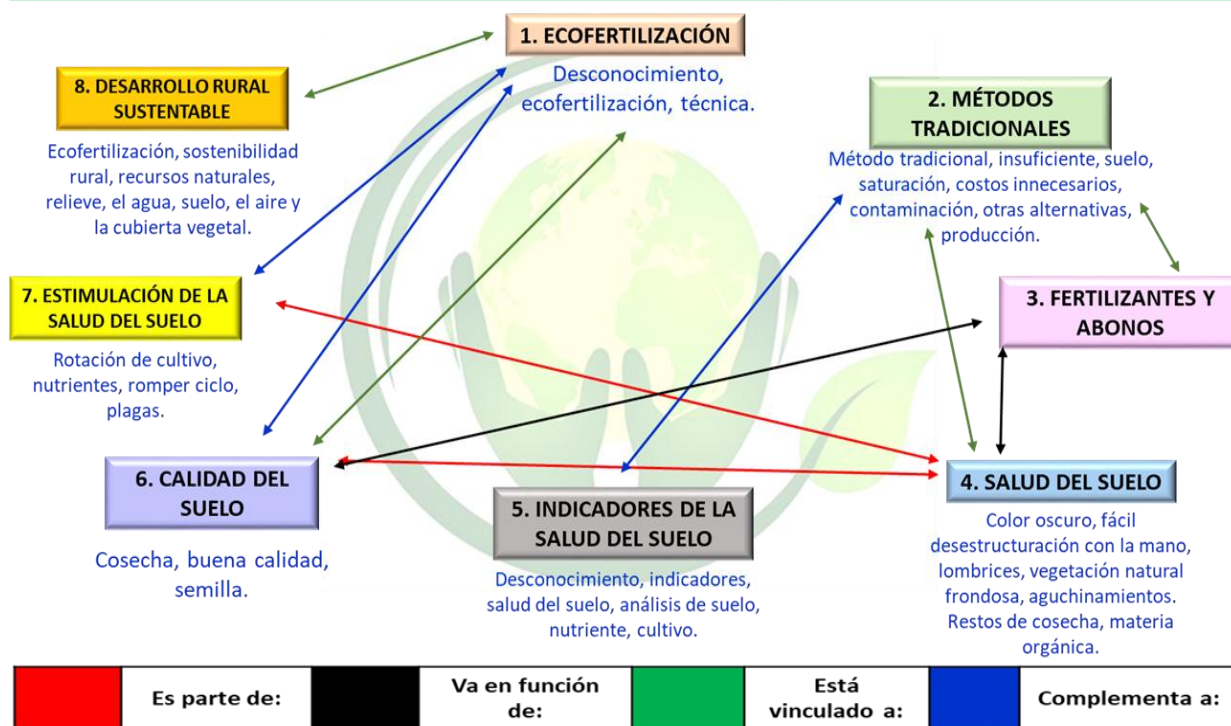 1. ECOFERTILIZACIÓN
Desconocimiento,
ecofertilización, técnica.
2. MÉTODOS
TRADICIONALES
Método tradicional, insuficiente, suelo,
saturación, costos innecesarios,
contaminación, otras alternativas,
producción.
3. FERTILIZANTES Y
ABONOS
4. SALUD DEL SUELO
Color oscuro, fácil
desestructuración con la mano,
lombrices, vegetación natural
frondosa, aguchinamientos.
Restos de cosecha, materia
orgánica.
5. INDICADORES DE LA
SALUD DEL SUELO
Desconocimiento, indicadores,
salud del suelo, análisis de suelo,
nutriente, cultivo.
6. CALIDAD DEL
SUELO
Cosecha, buena calidad,
semilla.
7. ESTIMULACIÓN DE LA
SALUD DEL SUELO
Rotación de cultivo,
nutrientes, romper ciclo,
plagas.
8. DESARROLLO RURAL
SUSTENTABLE
Ecofertilización, sostenibilidad
rural, recursos naturales,
relieve, el agua, suelo, el aire y
la cubierta vegetal.
Es parte de:
Va en función
de:
Está
vinculado a:
Complementa a: